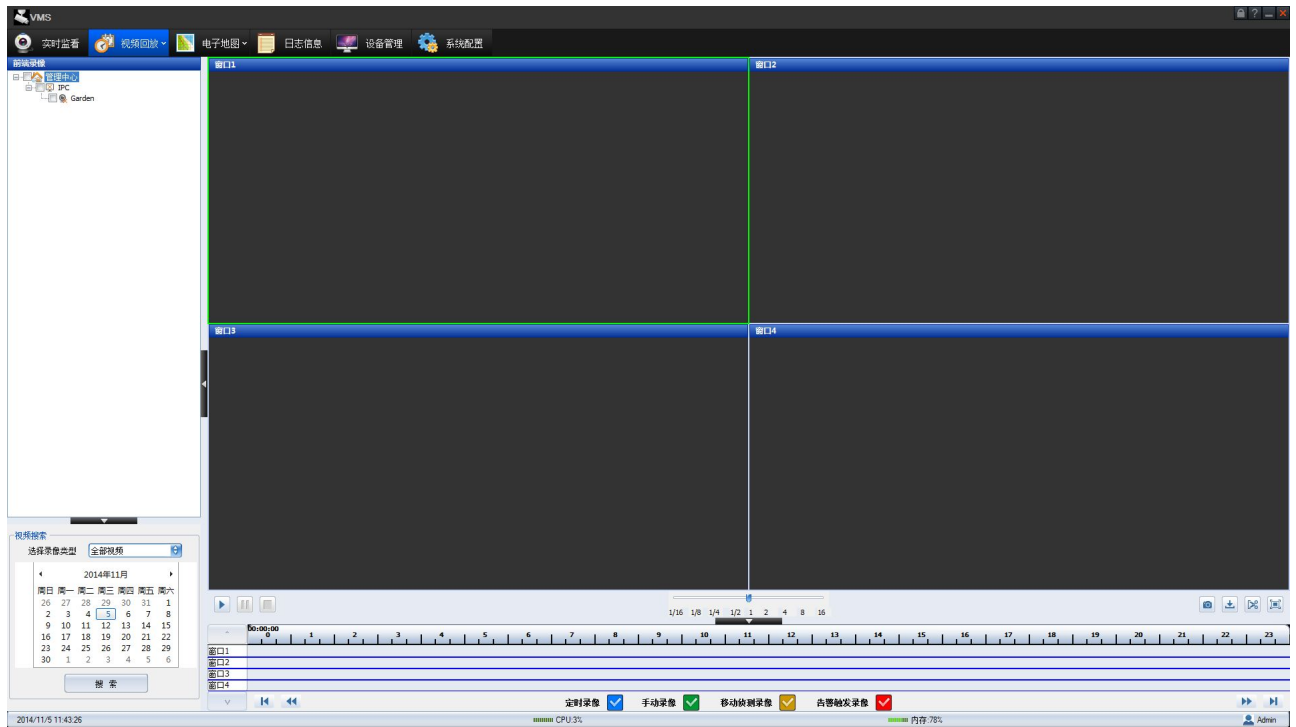 VMS
实时监看 视频回放 电子地图 日志信息 设备管理 系统配置
前端录像
管理中心
IPC
Garden
窗口1
窗口2
窗口3
窗口4
视频搜索
选择录像类型 全部视频
2014年11月
周日 周一 周二 周三 周四 周五 周六
26 27 28 29 30 31 1
2 3 4 5 6 7 8
9 10 11 12 13 14 15
16 17 18 19 20 21 22
23 24 25 26 27 28 29
30 1 2 3 4 5 6
搜 索
1/16 1/8 1/4 1/2 1 2 4 8 16
00:00:00
0 1 2 3 4 5 6 7 8 9 10 11 12 13 14 15 16 17 18 19 20 21 22 23
窗口1
窗口2
窗口3
窗口4
定时录像 手动录像 移动侦测录像 告警触发录像
2014/11/5 11:43:26 CPU:3% 内存:78% Admin